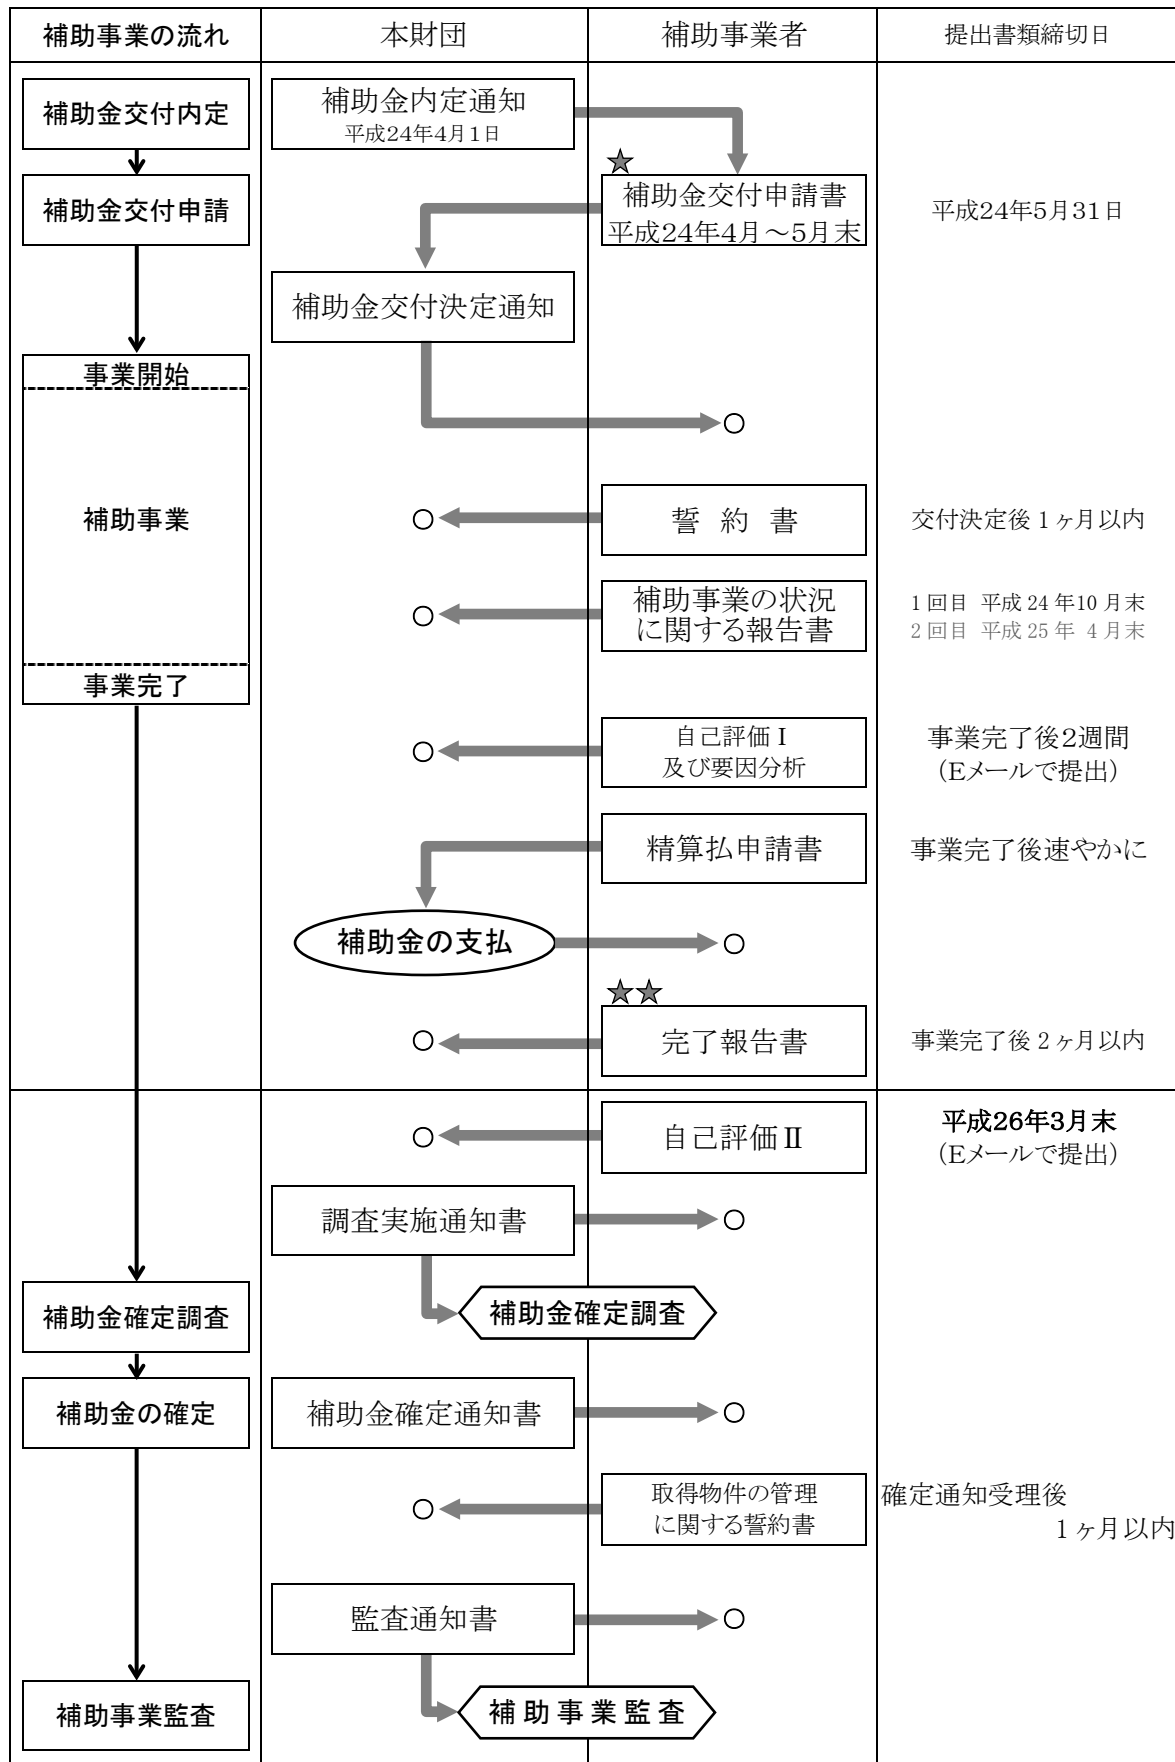 補助事業の流れ 本財団 補助事業者 提出書類締切日
補助金交付内定
補助金内定通知
平成24年4月1日
★
補助金交付申請
補助金交付申請書
平成24年4月～5月末
平成24年5月31日
補助金交付決定通知
事業開始
○
補助事業
○
誓 約 書
交付決定後1ヶ月以内
○
補助事業の状況
に関する報告書
1回目 平成24年10月末
2回目 平成25年 4月末
事業完了
○
自己評価Ⅰ
及び要因分析
事業完了後2週間
(Eメールで提出)
精算払申請書
事業完了後速やかに
補助金の支払
○
★★
○
完了報告書
事業完了後2ヶ月以内
○
自己評価Ⅱ
平成26年3月末
(Eメールで提出)
調査実施通知書
○
補助金確定調査
補助金確定調査
補助金の確定
補助金確定通知書
○
○
取得物件の管理
に関する誓約書
確定通知受理後
1ヶ月以内
監査通知書
○
補助事業監査
補助事業監査